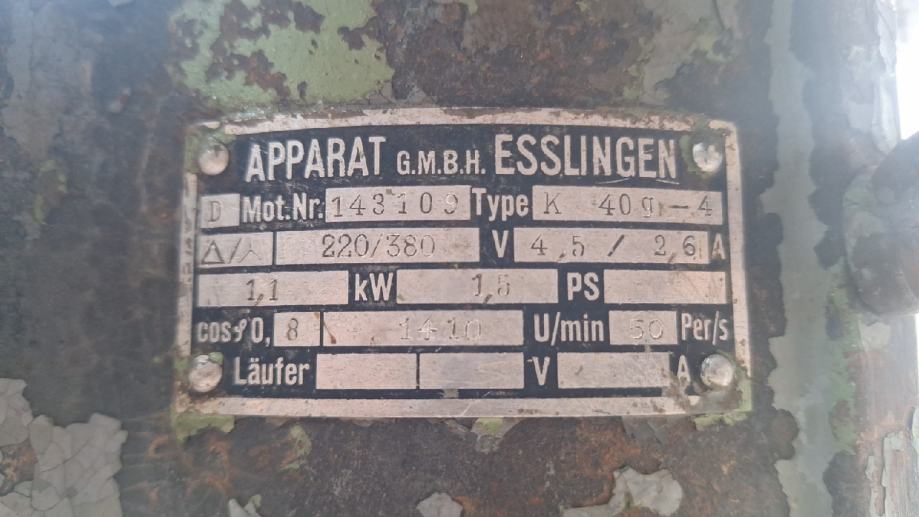 APPARAT G.M.B.H. ESSLINGEN
D Mot.Nr. 143109 Type K 40g-4
Δ/⅄ 220/380 V 4,5 / 2,6 A
1,1 kW 1,5 PS
cosφ 0,8 1410 U/min 50 Per/s
Läufer V A